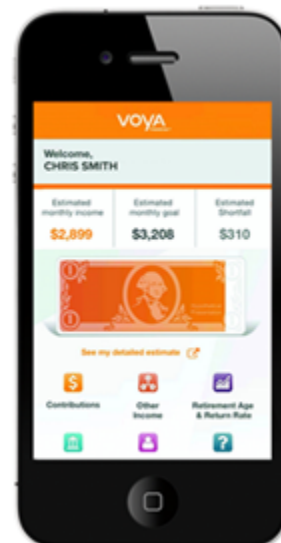 VOYA
Welcome,
CHRIS SMITH
Estimated Estimated Estimated
monthly income monthly goal Shortfall
$2,899 $3,208 $310
See my detailed estimate
Contributions Other Retirement Age
Income & Return Rate